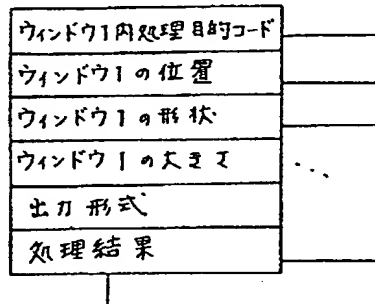 ウィンドウ1内処理目的コード
ウィンドウ1の位置
ウィンドウ1の形状
ウィンドウ1の大きさ
出力形式
処理結果